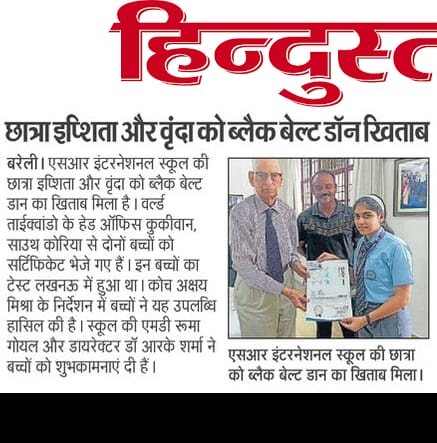 हिन्दुस्त
छात्रा इप्शिता और वृंदा को ब्लैक बेल्ट डॉन खिताब
बरेली। एसआर इंटरनेशनल स्कूल की
छात्रा इप्शिता और वृंदा को ब्लैक बेल्ट
डान का खिताब मिला है। वर्ल्ड
ताईक्वांडो के हेड ऑफिस कुकीवान,
साउथ कोरिया से दोनों बच्चों को
सर्टिफिकेट भेजे गए हैं। इन बच्चों का
टेस्ट लखनऊ में हुआ था। कोच अक्षय
मिश्रा के निर्देशन में बच्चों ने यह उपलब्धि
हासिल की है। स्कूल की एमडी रूमा
गोयल और डायरेक्टर डॉ आरके शर्मा ने
बच्चों को शुभकामनाएं दी हैं।
एसआर इंटरनेशनल स्कूल की छात्रा
को ब्लैक बेल्ट डान का खिताब मिला।